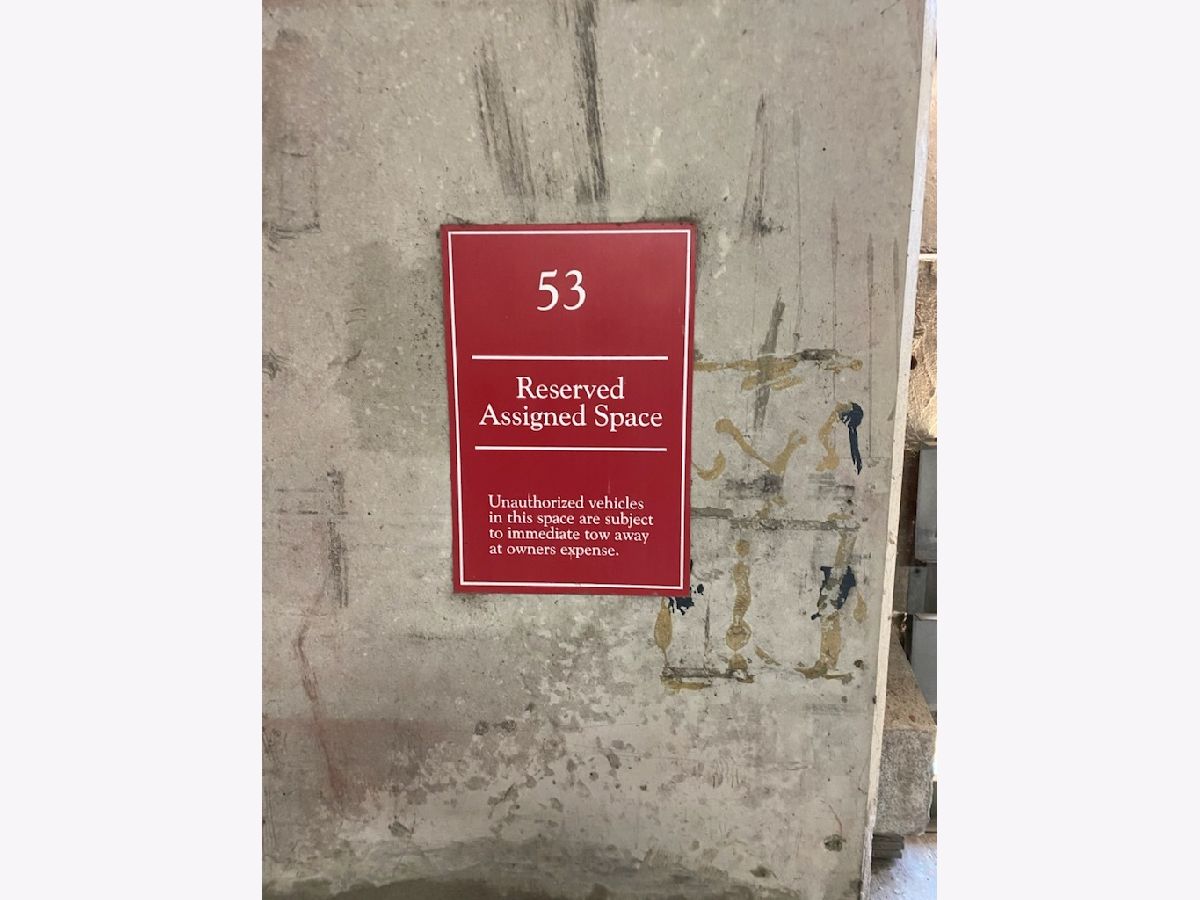 53
Reserved
Assigned Space
Unauthorized vehicles
in this space are subject
to immediate tow away
at owners expense.